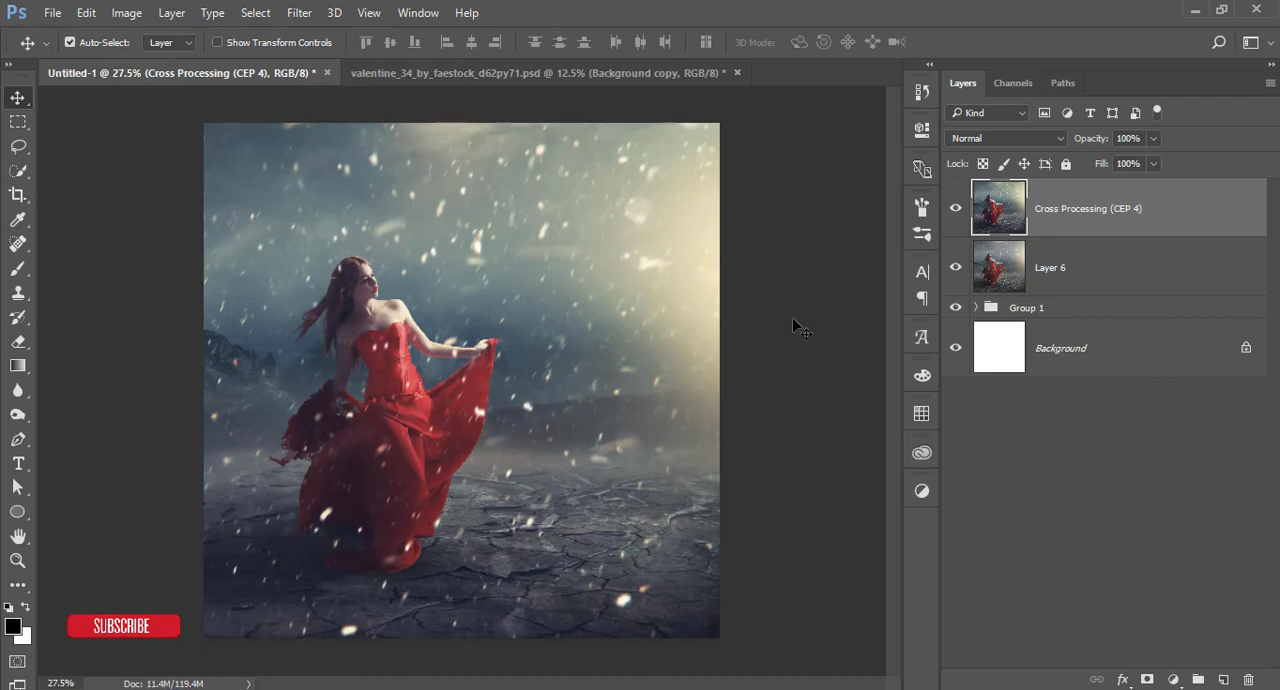 Ps File Edit Image Layer Type Select Filter 3D View Window Help
Auto-Select: Layer Show Transform Controls 3D Mode:
Untitled-1 @ 27.5% (Cross Processing (CEP 4), RGB/8) * × valentine_34_by_faestock_d62py71.psd @ 12.5% (Background copy, RGB/8) * ×
Layers Channels Paths
Kind
Normal Opacity: 100%
Lock: Fill: 100%
Cross Processing (CEP 4)
Layer 6
Group 1
Background
SUBSCRIBE
27.5% Doc: 11.4M/119.4M